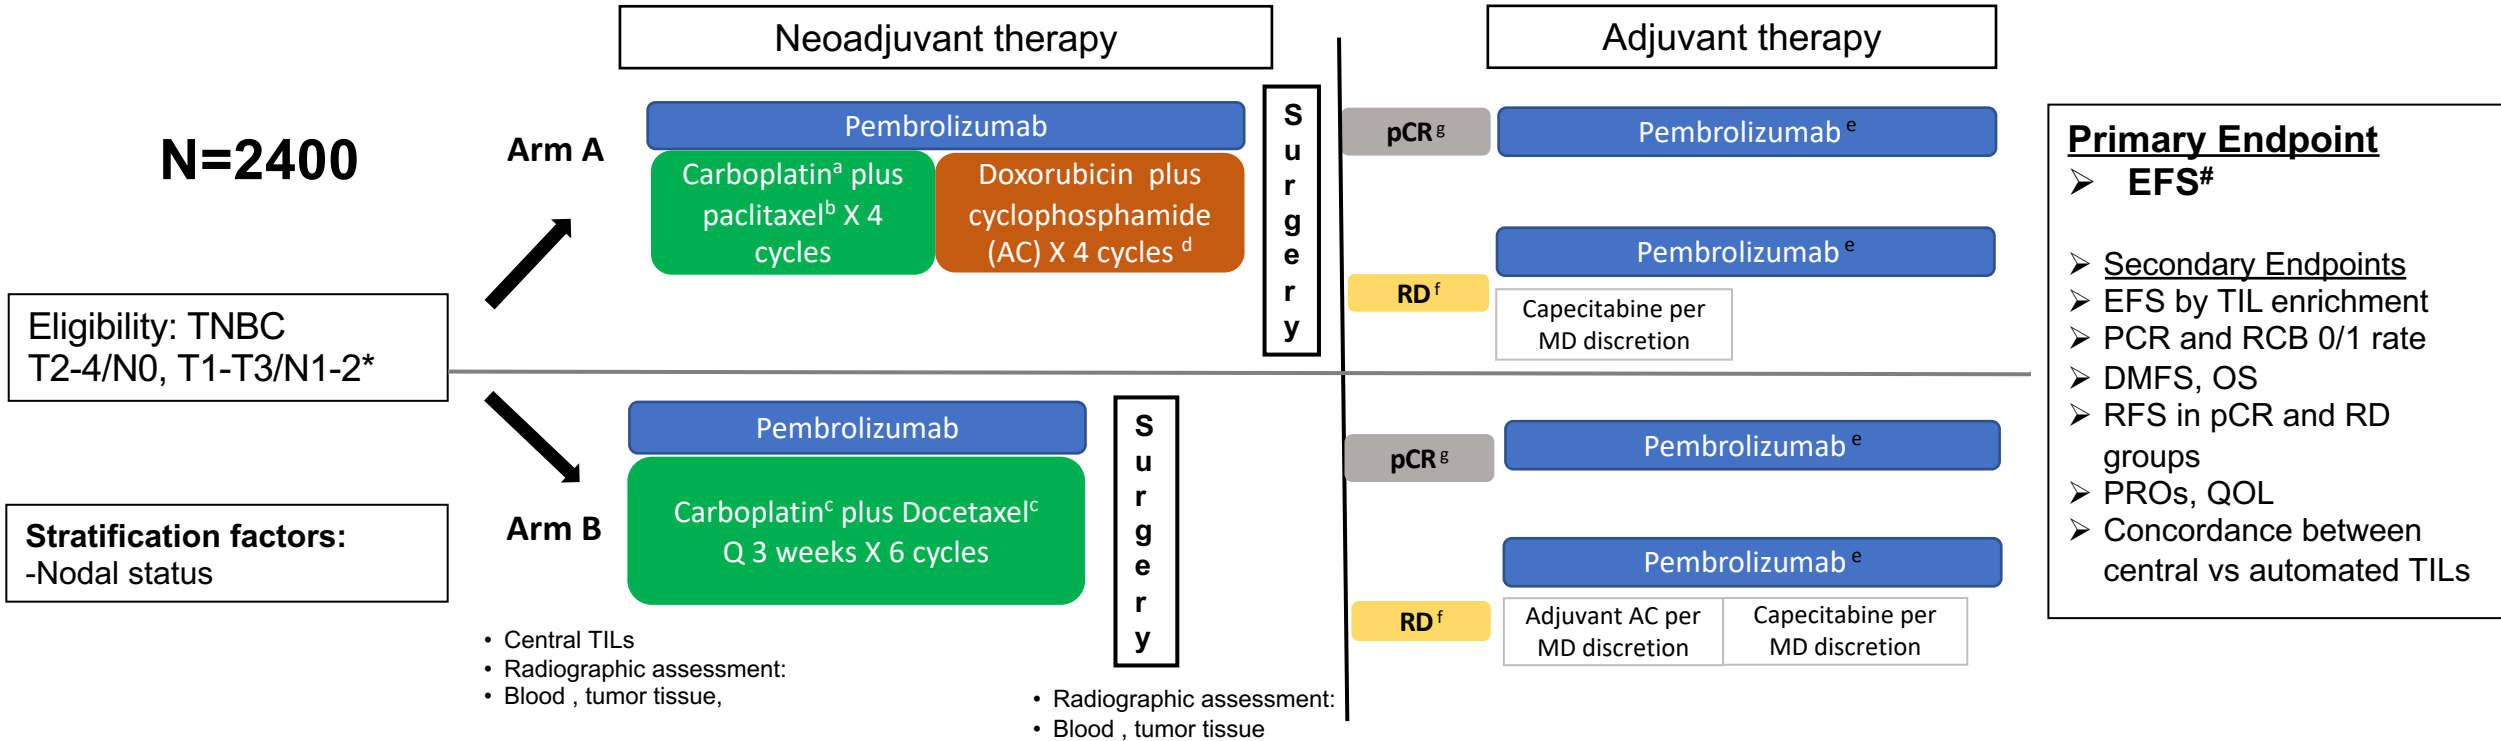 Neoadjuvant therapy
Adjuvant therapy
N=2400
Eligibility: TNBC
T2-4/N0, T1-T3/N1-2*
Stratification factors:
-Nodal status
Arm A
Pembrolizumab
Carboplatinᵃ plus
paclitaxelᵇ X 4
cycles
Doxorubicin plus
cyclophosphamide
(AC) X 4 cycles ᵈ
Surgery
pCR ᵍ
Pembrolizumab ᵉ
RD ᶠ
Pembrolizumab ᵉ
Capecitabine per
MD discretion
Arm B
Pembrolizumab
Carboplatinᶜ plus Docetaxelᶜ
Q 3 weeks X 6 cycles
Surgery
pCR ᵍ
Pembrolizumab ᵉ
RD ᶠ
Pembrolizumab ᵉ
Adjuvant AC per
MD discretion
Capecitabine per
MD discretion
• Central TILs
• Radiographic assessment:
• Blood , tumor tissue,
• Radiographic assessment:
• Blood , tumor tissue
Primary Endpoint
➢ EFS#
➢ Secondary Endpoints
➢ EFS by TIL enrichment
➢ PCR and RCB 0/1 rate
➢ DMFS, OS
➢ RFS in pCR and RD
groups
➢ PROs, QOL
➢ Concordance between
central vs automated TILs